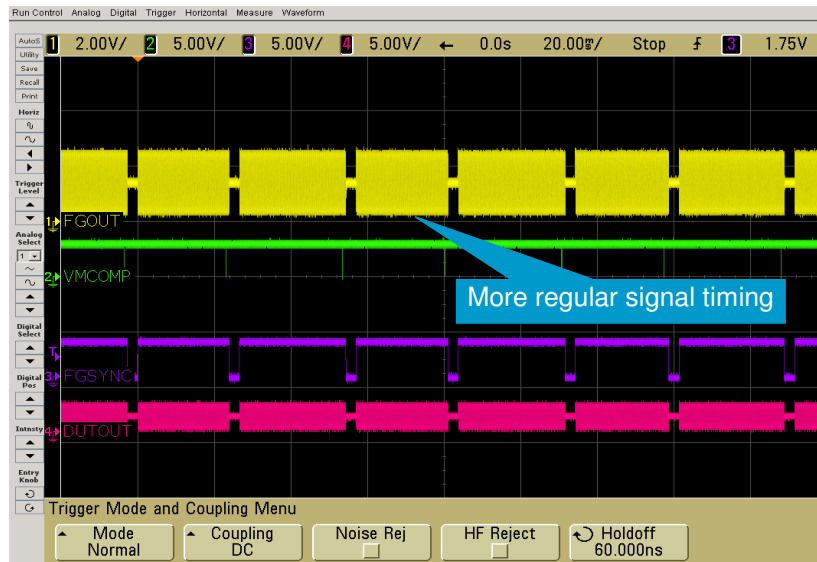 Run Control Analog Digital Trigger Horizontal Measure Waveform
AutoS
Utility
Save
Recall
Print
Horiz
Trigger
Level
Analog
Select
1
Digital
Select
Digital
Pos
Intnsty
Entry
Knob
1 2.00V/ 2 5.00V/ 3 5.00V/ 4 5.00V/ 0.0s 20.00ms/ Stop 3 1.75V
1 FGOUT
2 VMCOMP
More regular signal timing
T
3 FGSYNC
4 DUTOUT
Trigger Mode and Coupling Menu
Mode
Normal
Coupling
DC
Noise Rej
HF Reject
Holdoff
60.000ns